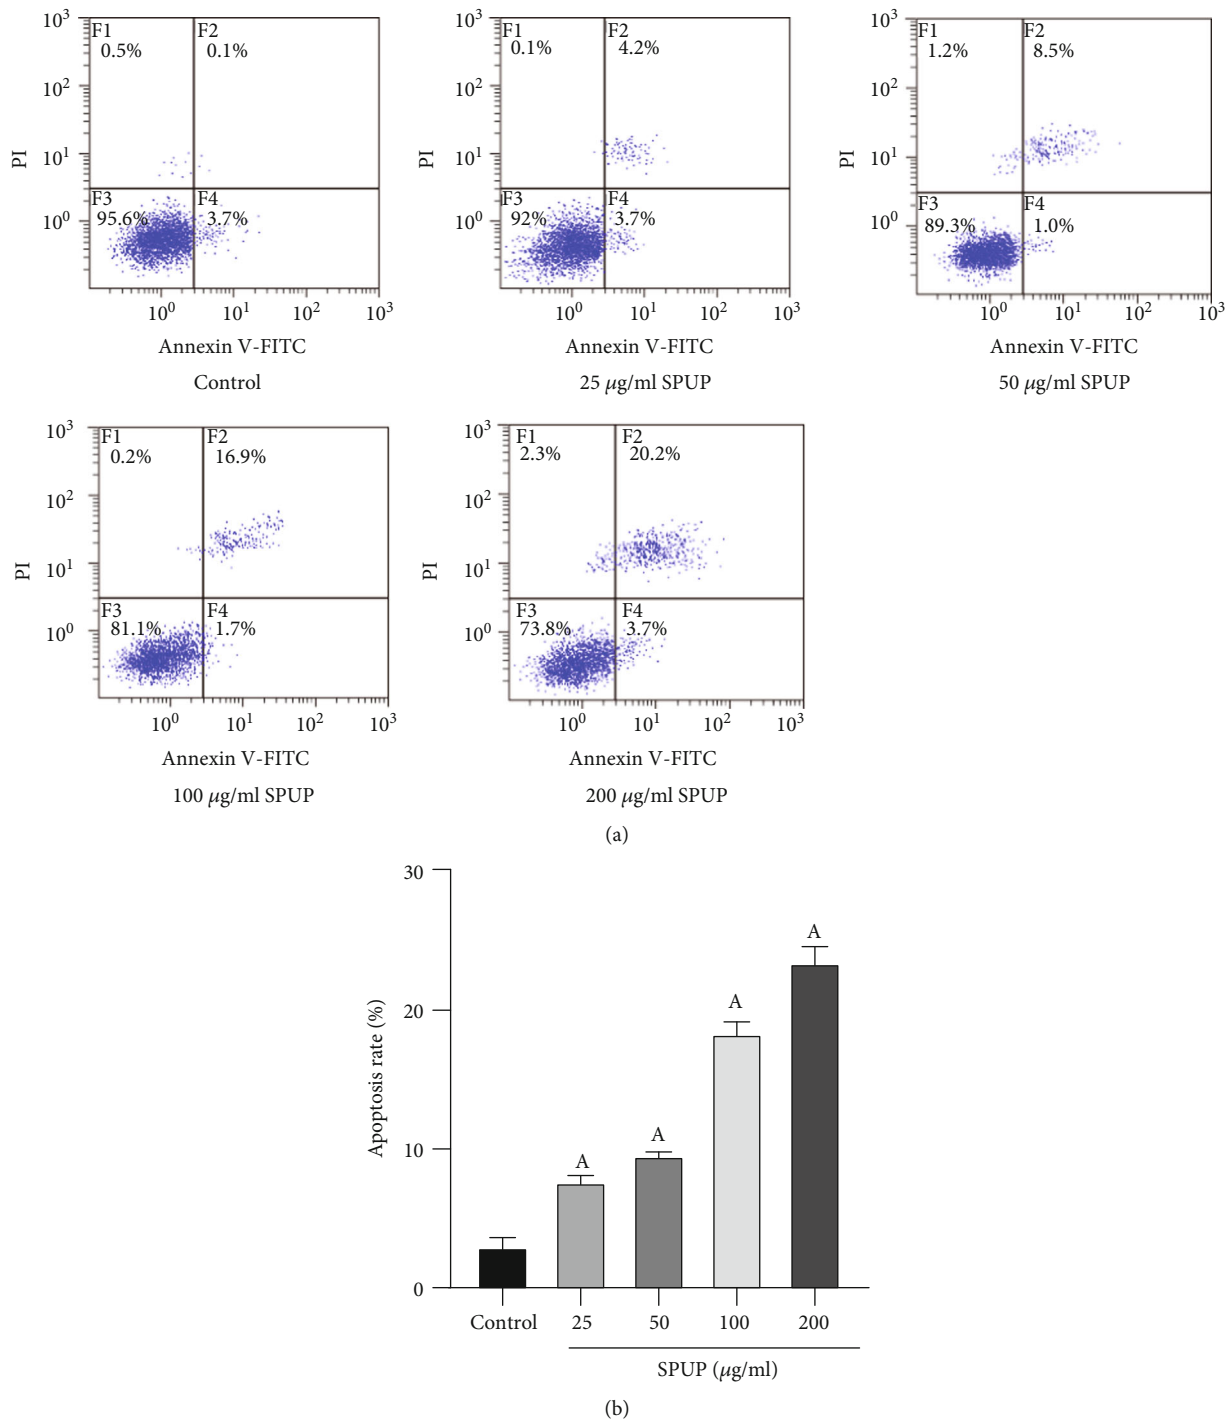 10³
F1
F2
0.5%
0.1%
10²
10¹
PI
F3
F4
95.6%
3.7%
10⁰
10⁰
10¹
10²
10³
Annexin V-FITC
Control
10³
F1
F2
0.1%
4.2%
10²
10¹
PI
F3
F4
92%
3.7%
10⁰
10⁰
10¹
10²
10³
Annexin V-FITC
25 μg/ml SPUP
10³
F1
F2
1.2%
8.5%
10²
10¹
PI
F3
F4
89.3%
1.0%
10⁰
10⁰
10¹
10²
10³
Annexin V-FITC
50 μg/ml SPUP
10³
F1
F2
0.2%
16.9%
10²
10¹
PI
F3
F4
81.1%
1.7%
10⁰
10⁰
10¹
10²
10³
Annexin V-FITC
100 μg/ml SPUP
10³
F1
F2
2.3%
20.2%
10²
10¹
PI
F3
F4
73.8%
3.7%
10⁰
10⁰
10¹
10²
10³
Annexin V-FITC
200 μg/ml SPUP
(a)
30
20
10
0
Apoptosis rate (%)
A
A
A
A
Control
25
50
100
200
SPUP (μg/ml)
(b)